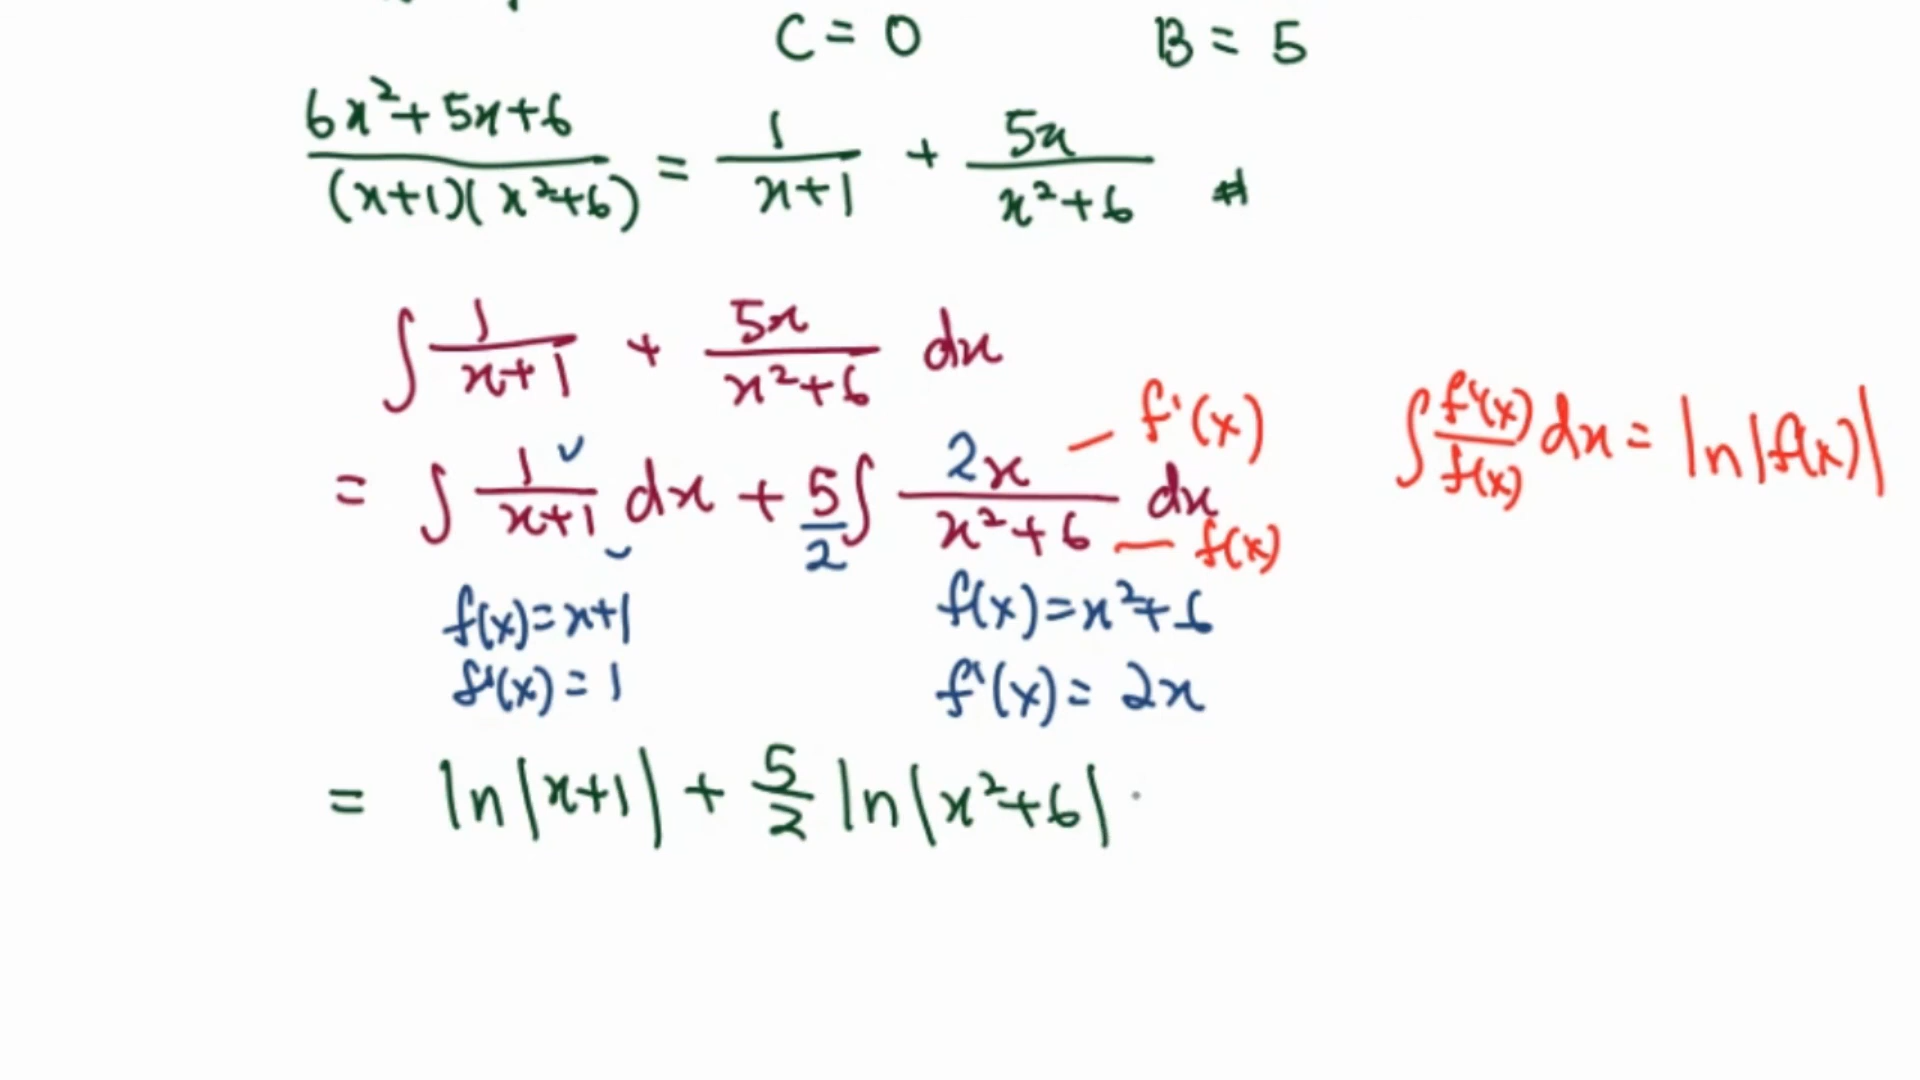 C = 0 B = 5
6x²+5x+6 / (x+1)(x²+6) = 1/(x+1) + 5x/(x²+6) #
∫ 1/(x+1) + 5x/(x²+6) dx
= ∫ 1/(x+1) dx + 5/2 ∫ 2x/(x²+6) dx — f'(x) — f(x) ∫ f'(x)/f(x) dx = ln|f(x)|
f(x) = x+1 f(x) = x²+6
f'(x) = 1 f'(x) = 2x
= ln|x+1| + 5/2 ln|x²+6|